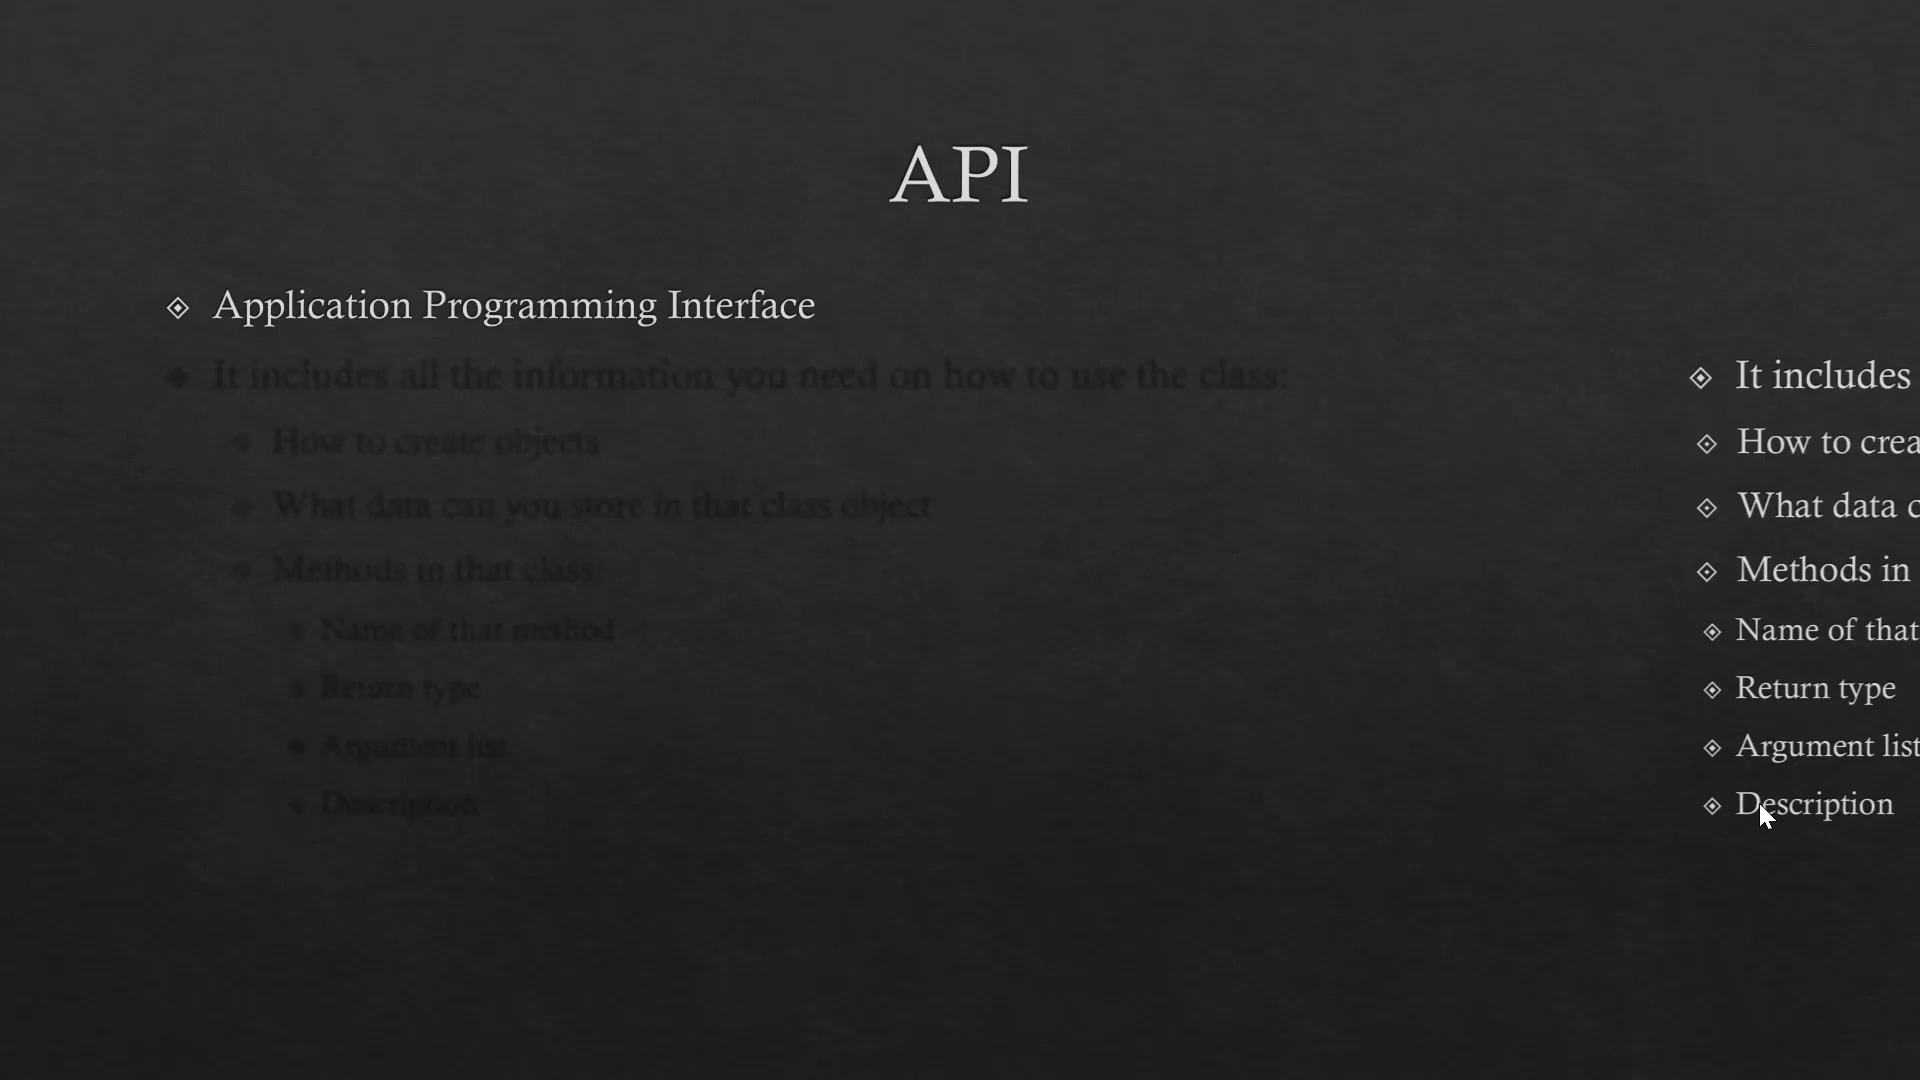 API
Application Programming Interface
It includes all the information you need on how to use the class:
How to create objects
What data can you store in that class object
Methods in that class:
Name of that method
Return type
Argument list
Description
It includes
How to crea
What data c
Methods in
Name of that
Return type
Argument list
Description